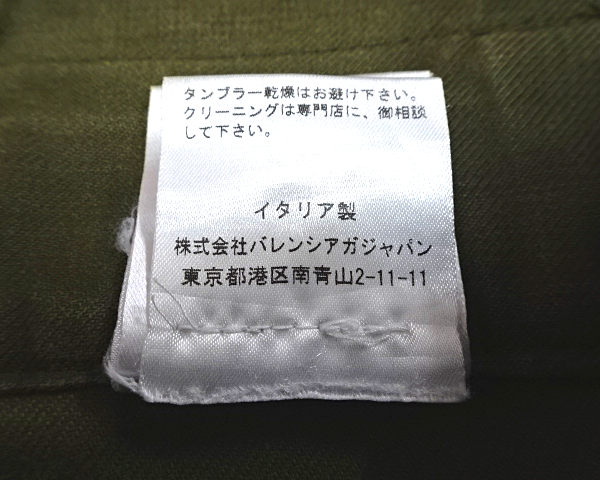 タンブラー乾燥はお避け下さい。
クリーニングは専門店に、御相談
して下さい。
イタリア製
株式会社バレンシアガジャパン
東京都港区南青山2-11-11